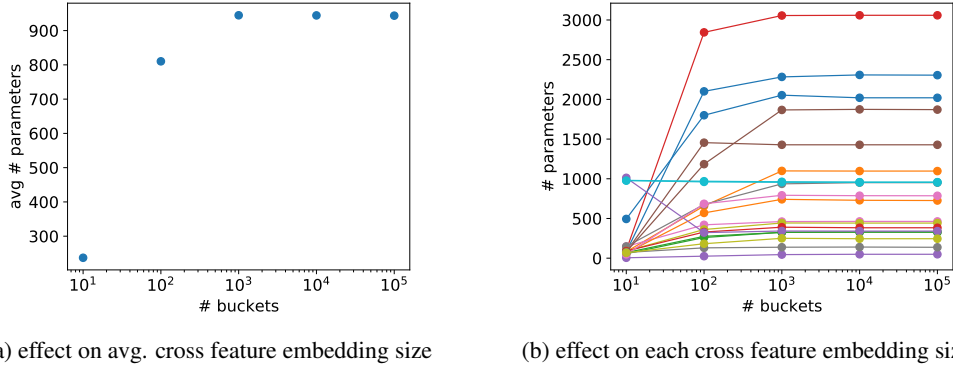 900
800
700
600
500
400
300
avg # parameters
10^1 10^2 10^3 10^4 10^5
# buckets
) effect on avg. cross feature embedding size
3000
2500
2000
1500
1000
500
0
# parameters
10^1 10^2 10^3 10^4 10^5
# buckets
(b) effect on each cross feature embedding